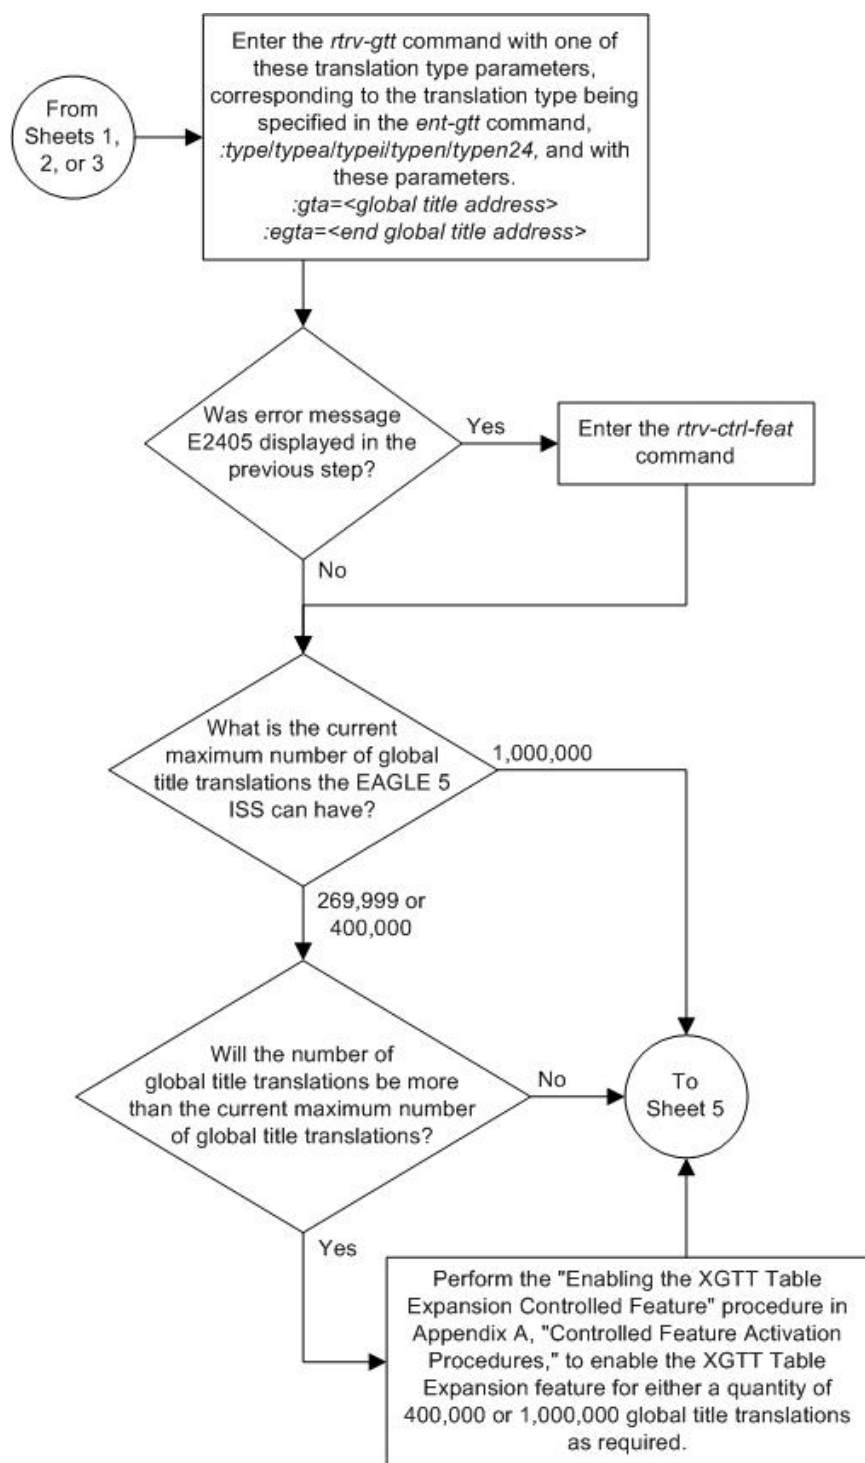 From
Sheets 1,
2, or 3
Enter the rtrv-gtt command with one of
these translation type parameters,
corresponding to the translation type being
specified in the ent-gtt command,
:type/typea/typei/typen/typen24, and with
these parameters.
:gta=<global title address>
:egta=<end global title address>
Was error message
E2405 displayed in the
previous step?
Yes
Enter the rtrv-ctrl-feat
command
No
What is the current
maximum number of global
title translations the EAGLE 5
ISS can have?
1,000,000
269,999 or
400,000
Will the number of
global title translations be more
than the current maximum number
of global title translations?
No
To
Sheet 5
Yes
Perform the "Enabling the XGTT Table
Expansion Controlled Feature" procedure in
Appendix A, "Controlled Feature Activation
Procedures," to enable the XGTT Table
Expansion feature for either a quantity of
400,000 or 1,000,000 global title translations
as required.